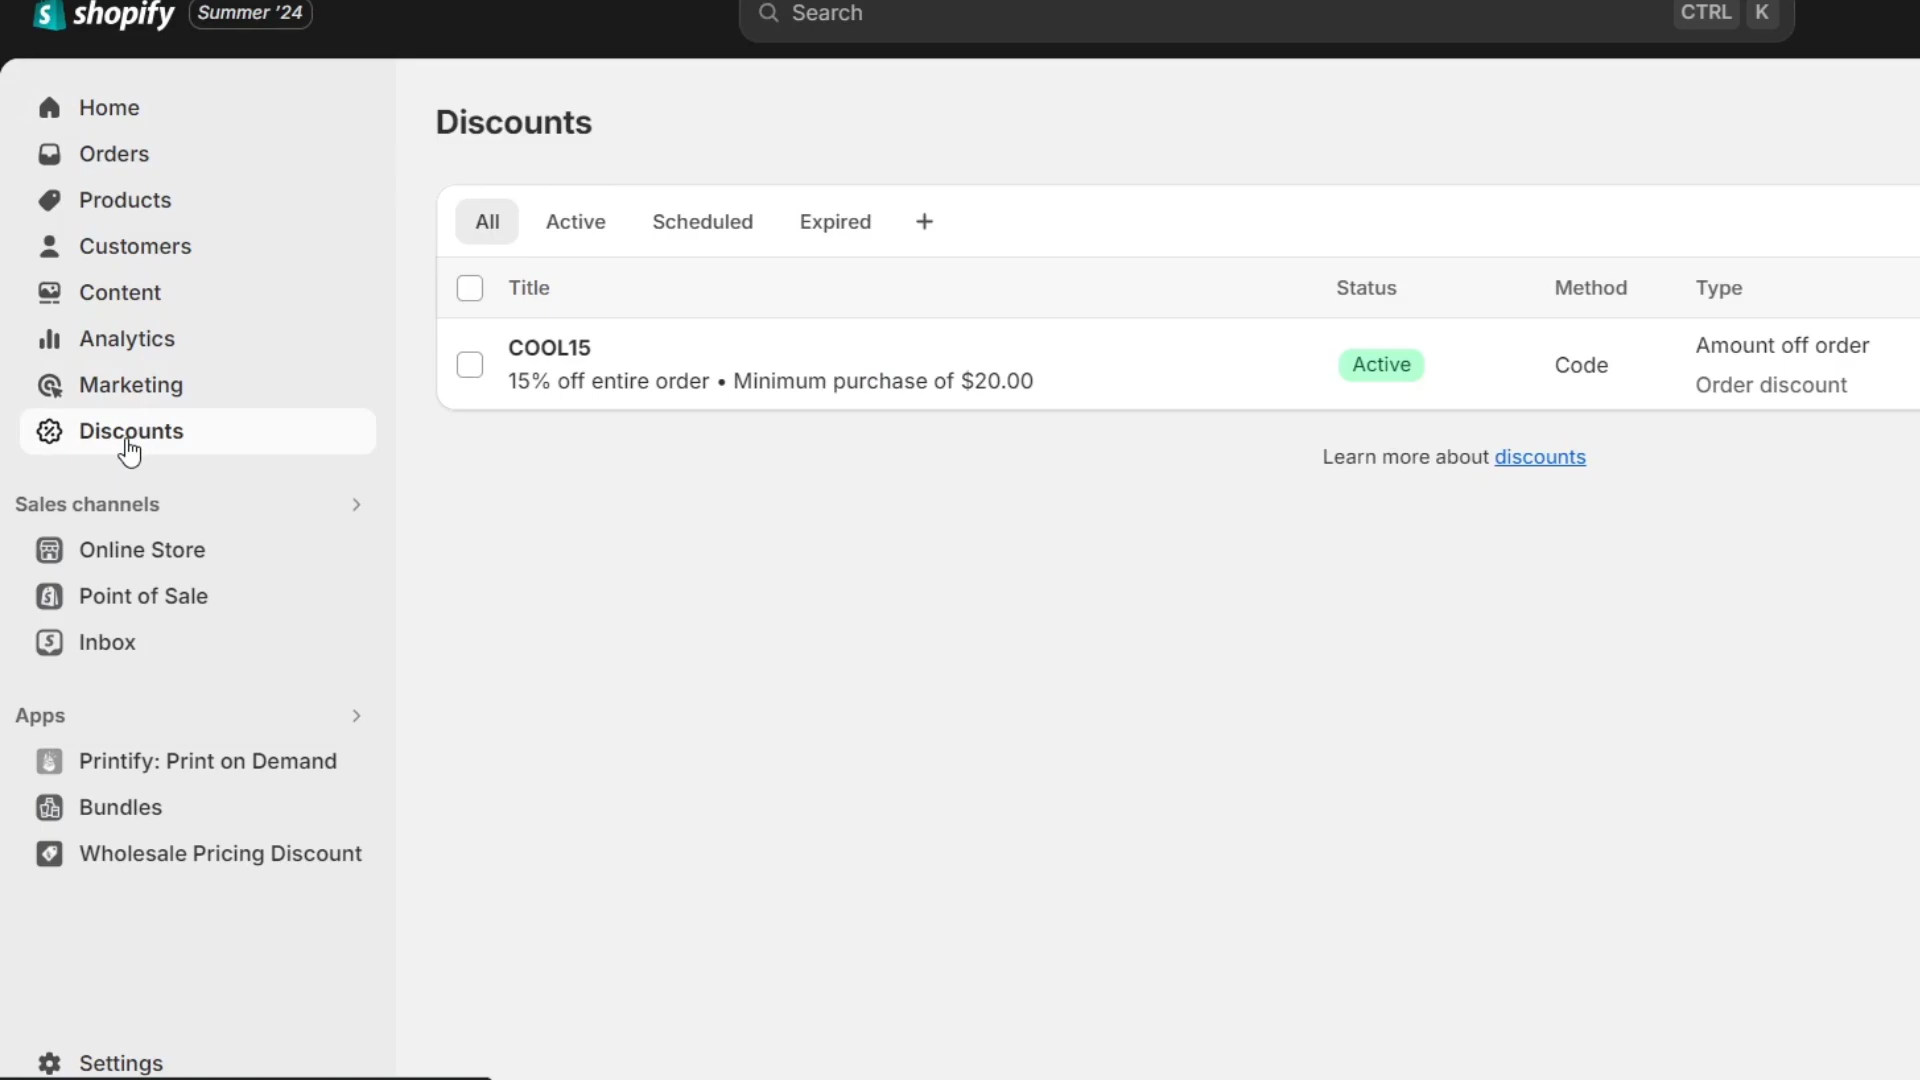 shopify Summer '24
Search CTRL K
Home
Orders
Products
Customers
Content
Analytics
Marketing
Discounts
Sales channels
Online Store
Point of Sale
Inbox
Apps
Printify: Print on Demand
Bundles
Wholesale Pricing Discount
Settings
Discounts
All Active Scheduled Expired +
Title Status Method Type
COOL15
15% off entire order • Minimum purchase of $20.00
Active
Code
Amount off order
Order discount
Learn more about discounts